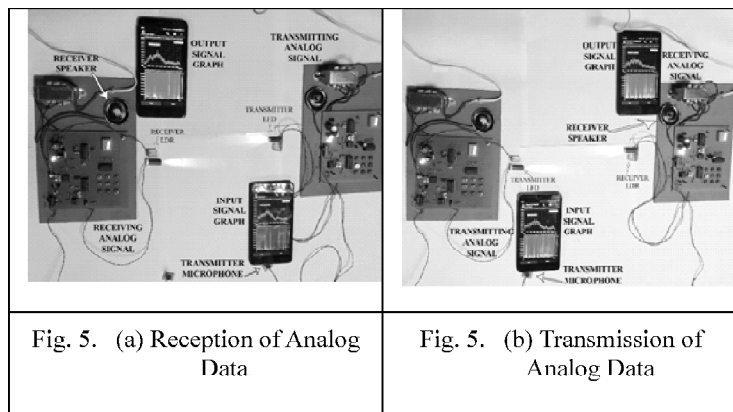 OUTPUT
SIGNAL
GRAPH
TRANSMITTING
ANALOG
SIGNAL
RECEIVER
SPEAKER
TRANSMITTER
LED
RECEIVER
LDR
INPUT
SIGNAL
GRAPH
RECEIVING
ANALOG
SIGNAL
TRANSMITTER
MICROPHONE
OUTPUT
SIGNAL
GRAPH
RECEIVING
ANALOG
SIGNAL
RECEIVER
SPEAKER
TRANSMITTER
LED
RECEIVER
LDR
INPUT
SIGNAL
GRAPH
TRANSMITTING
ANALOG
SIGNAL
TRANSMITTER
MICROPHONE
Fig. 5. (a) Reception of Analog
Data
Fig. 5. (b) Transmission of
Analog Data